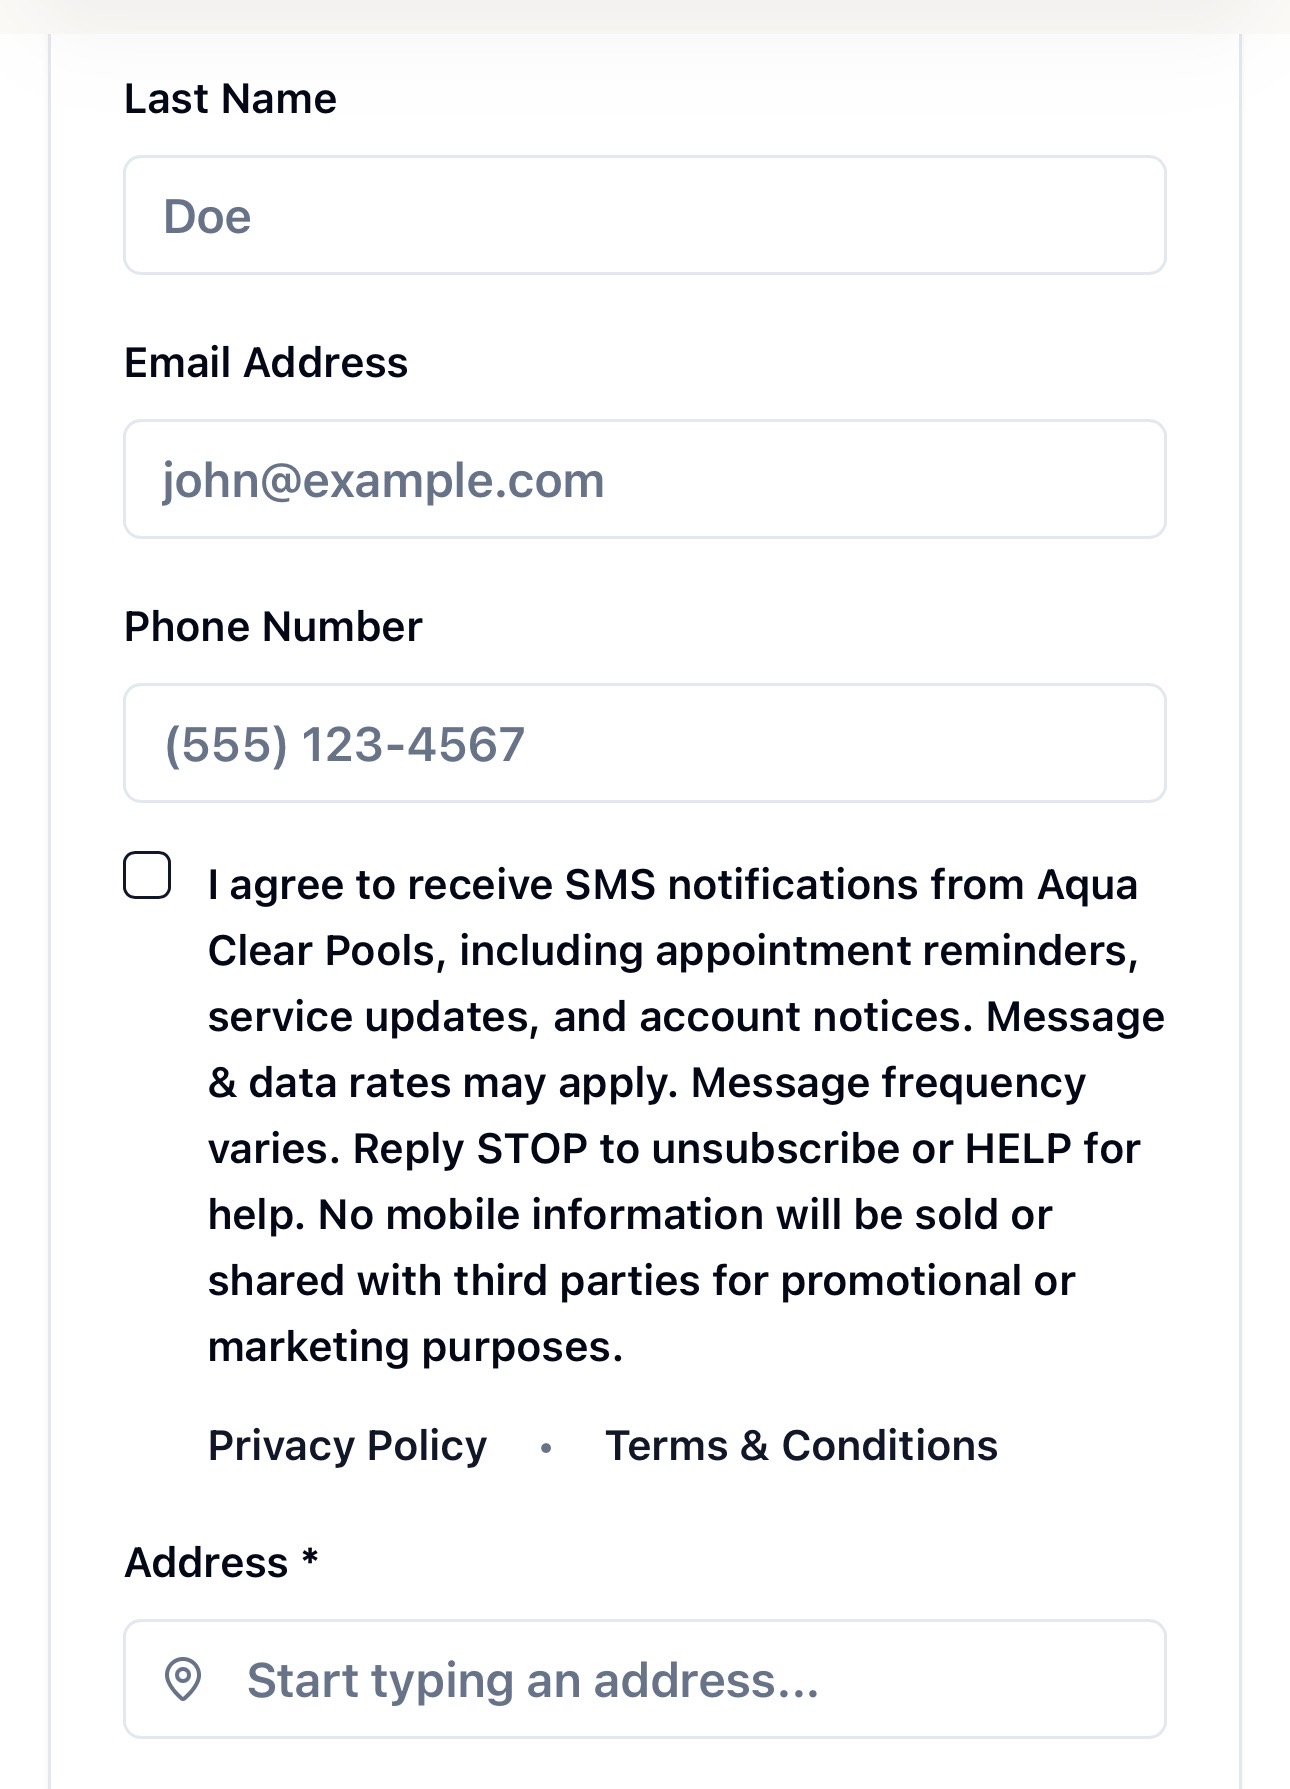 Last Name
Doe
Email Address
john@example.com
Phone Number
(555) 123-4567
I agree to receive SMS notifications from Aqua
Clear Pools, including appointment reminders,
service updates, and account notices. Message
& data rates may apply. Message frequency
varies. Reply STOP to unsubscribe or HELP for
help. No mobile information will be sold or
shared with third parties for promotional or
marketing purposes.
Privacy Policy • Terms & Conditions
Address *
Start typing an address...